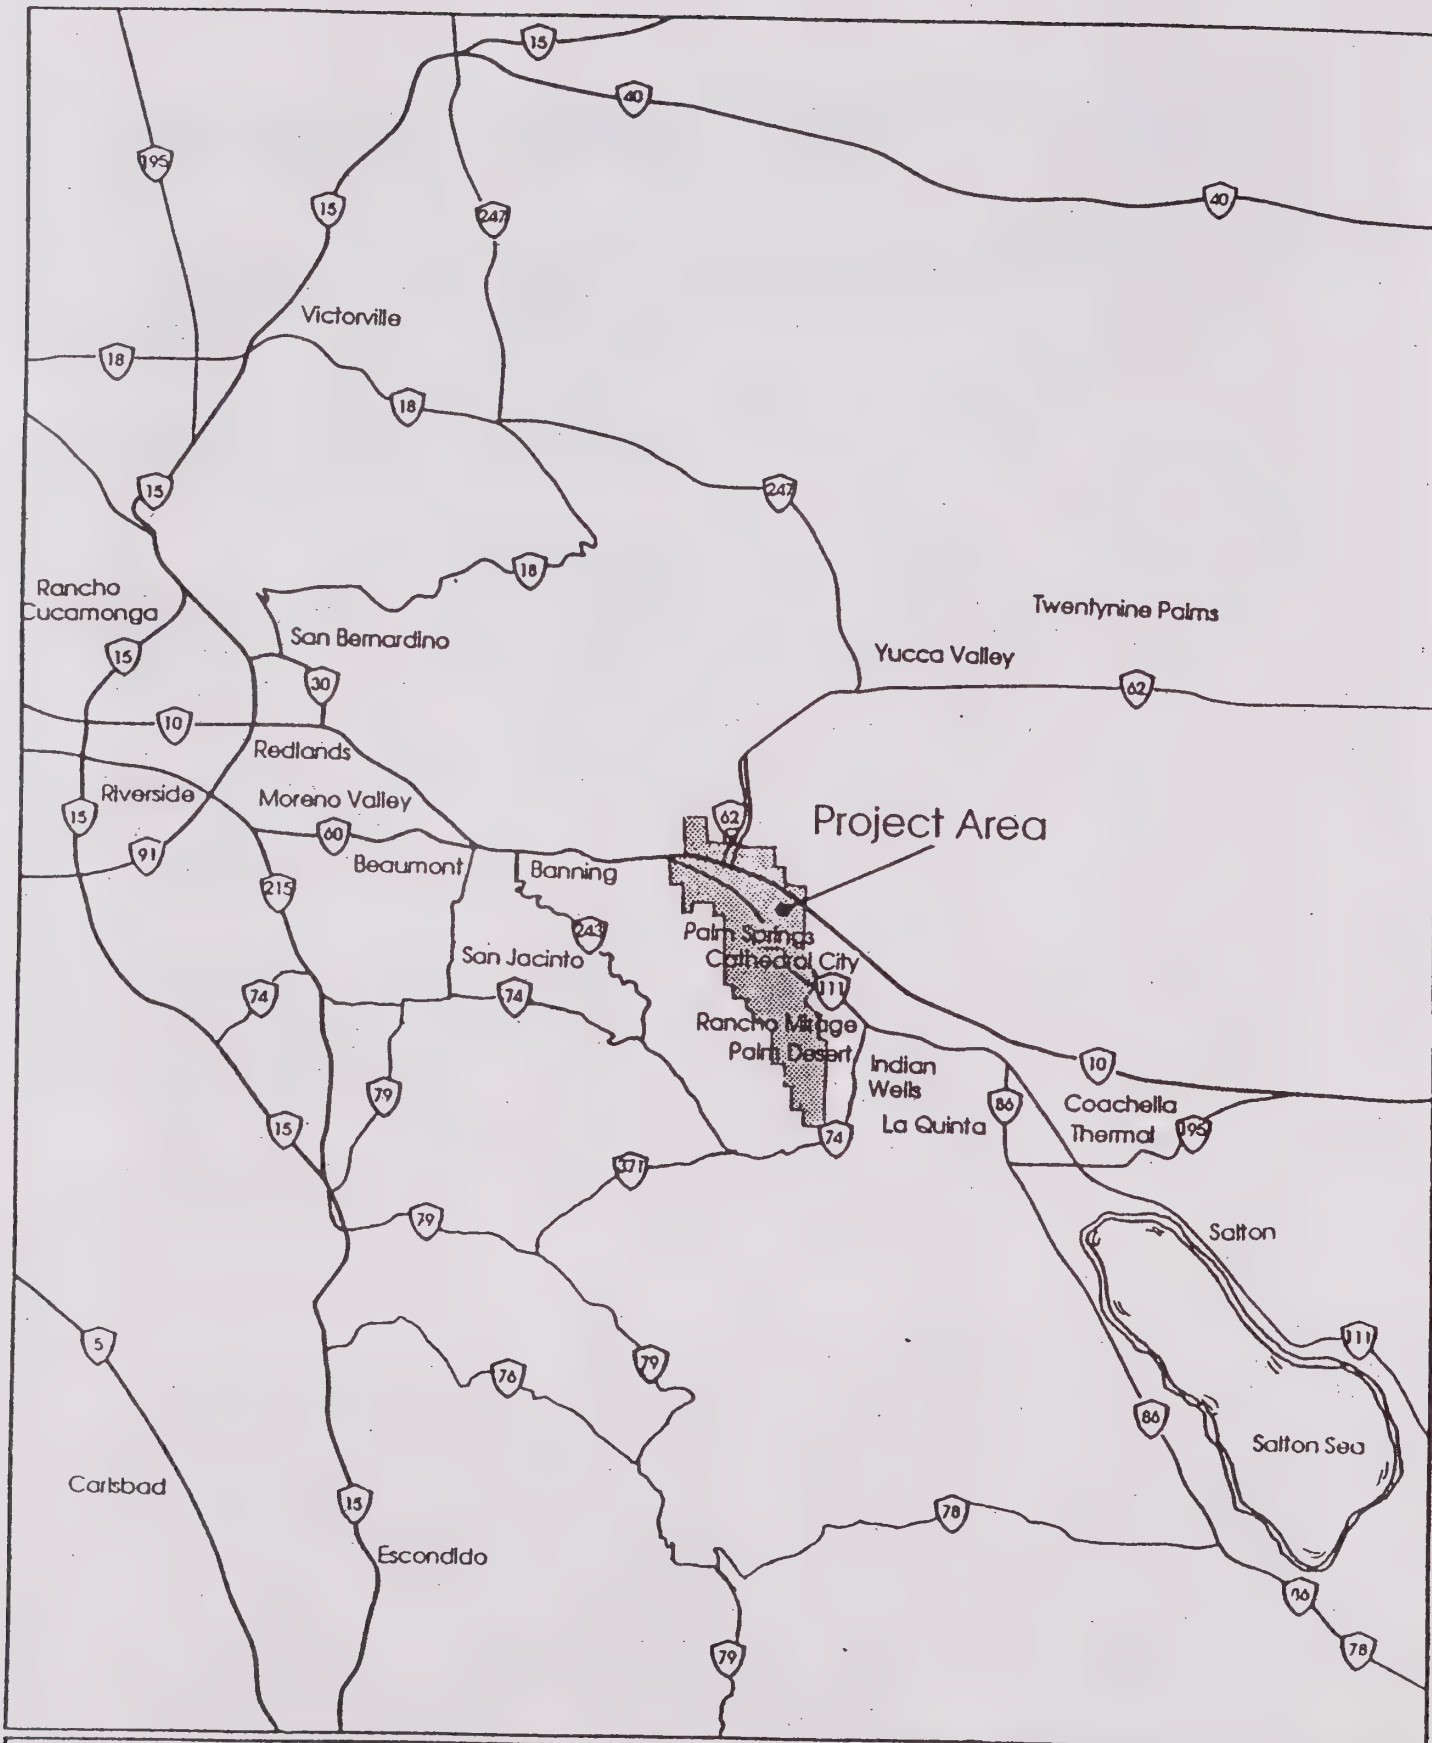 15
40
195
15
247
40
Victorville
18
18
15
247
18
Rancho
Cucamonga
Twentynine Palms
San Bernardino
15
Yucca Valley
30
62
10
Redlands
Riverside
Moreno Valley
15
62
Project Area
60
91
Beaumont
Banning
215
243
Palm Springs
San Jacinto
Cathedral City
111
74
74
Rancho Mirage
Palm Desert
Indian
Wells
10
79
86
Coachella
Thermal
La Quinta
15
74
195
371
79
Salton
5
111
79
76
86
Salton Sea
Carlsbad
15
78
Escondido
86
78
79